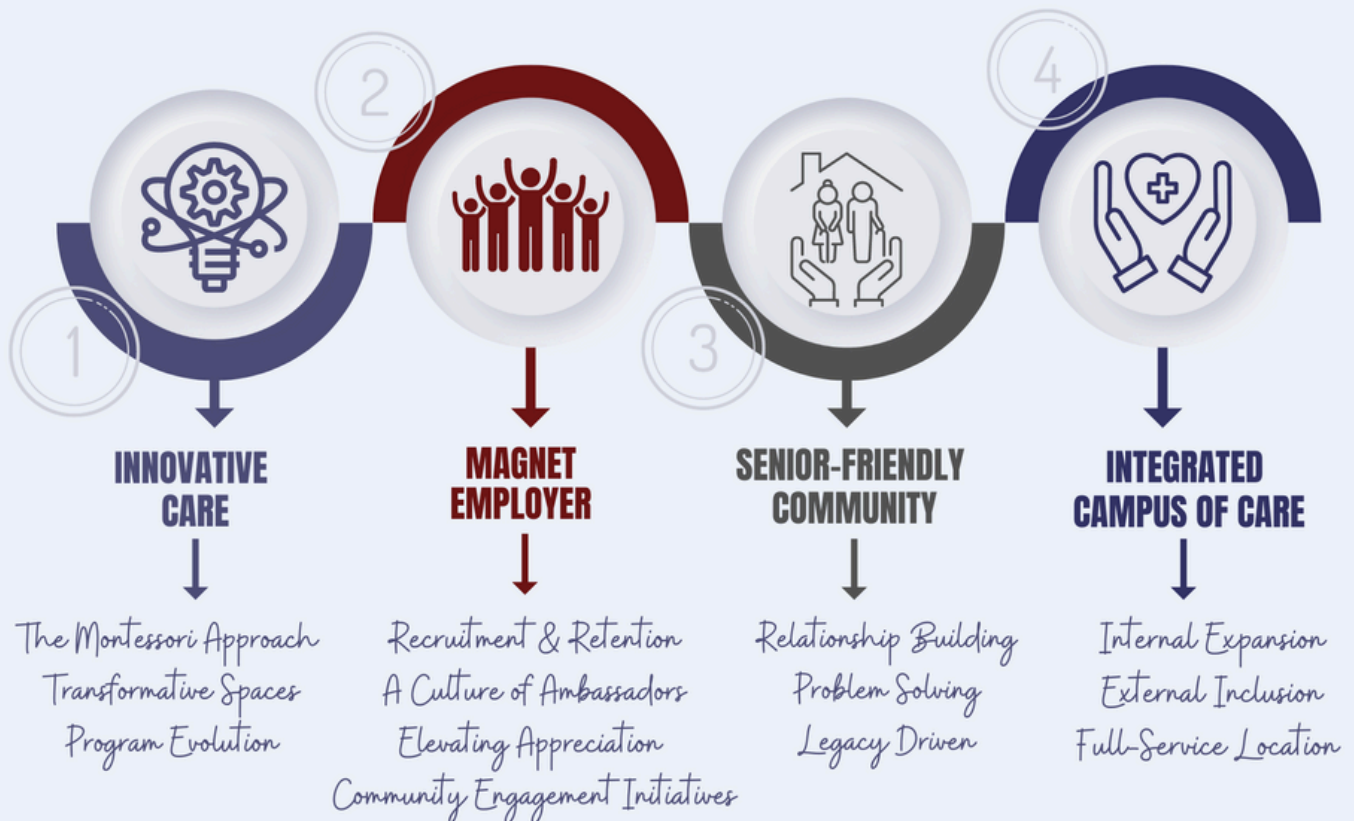 1
INNOVATIVE
CARE
The Montessori Approach
Transformative Spaces
Program Evolution
2
MAGNET
EMPLOYER
Recruitment & Retention
A Culture of Ambassadors
Elevating Appreciation
Community Engagement Initiatives
3
SENIOR-FRIENDLY
COMMUNITY
Relationship Building
Problem Solving
Legacy Driven
4
INTEGRATED
CAMPUS OF CARE
Internal Expansion
External Inclusion
Full-Service Location